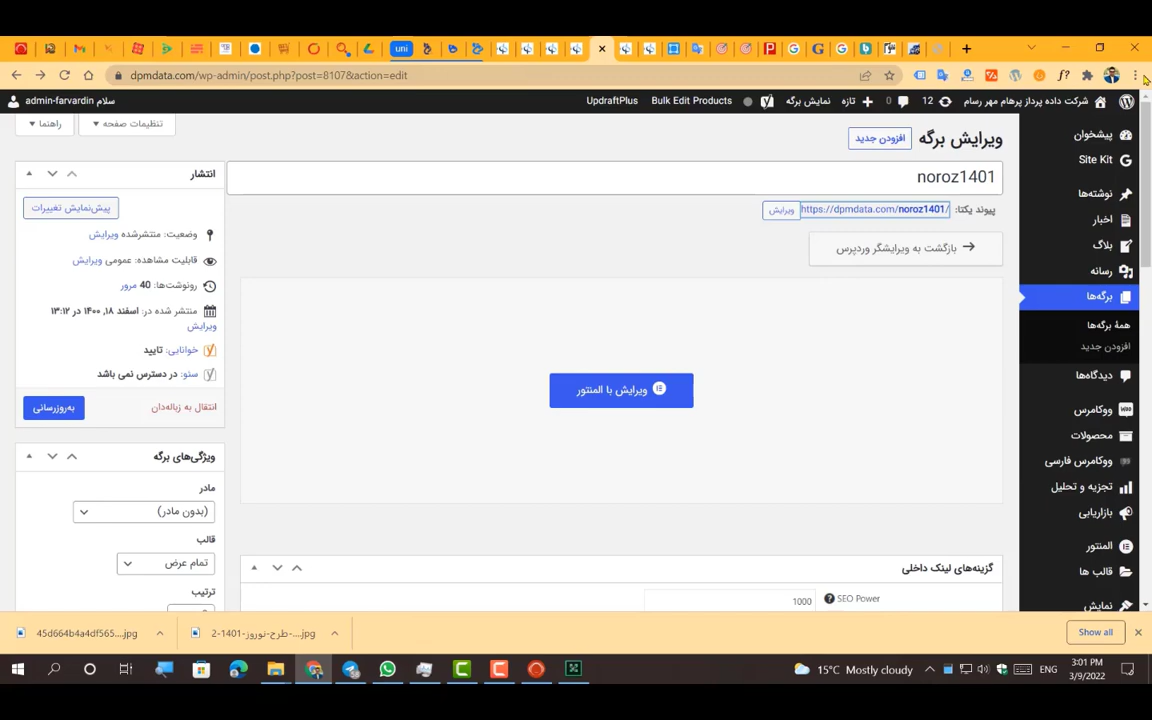 uni
dpmdata.com/wp-admin/post.php?post=8107&action=edit
شرکت داده پرداز پرهام مهر رسام
12
0
تازه
نمایش برگه
Bulk Edit Products
UpdraftPlus
سلام admin-farvardin
تنظیمات صفحه
راهنما
ویرایش برگه
افزودن جدید
noroz1401
پیوند یکتا:
https://dpmdata.com/noroz1401/
ویرایش
بازگشت به ویرایشگر وردپرس
ویرایش با المنتور
گزینه‌های لینک داخلی
SEO Power
1000
پیشخوان
Site Kit
نوشته‌ها
اخبار
بلاگ
رسانه
برگه‌ها
همهٔ برگه‌ها
افزودن جدید
دیدگاه‌ها
ووکامرس
محصولات
ووکامرس فارسی
تجزیه و تحلیل
بازاریابی
المنتور
قالب ها
نمایش
انتشار
پیش‌نمایش تغییرات
وضعیت: منتشرشده ویرایش
قابلیت مشاهده: عمومی ویرایش
رونوشت‌ها: 40 مرور
منتشر شده در: اسفند ۱۸, ۱۴۰۰ در ۱۳:۱۲
ویرایش
خوانایی: تایید
سئو: در دسترس نمی باشد
انتقال به زباله‌دان
به‌روزرسانی
ویژگی‌های برگه
مادر
(بدون مادر)
قالب
تمام عرض
ترتیب
45d664b4a4df565....jpg
2-1401-طرح-نوروز-....jpg
Show all
15°C Mostly cloudy
ENG
3:01 PM
3/9/2022